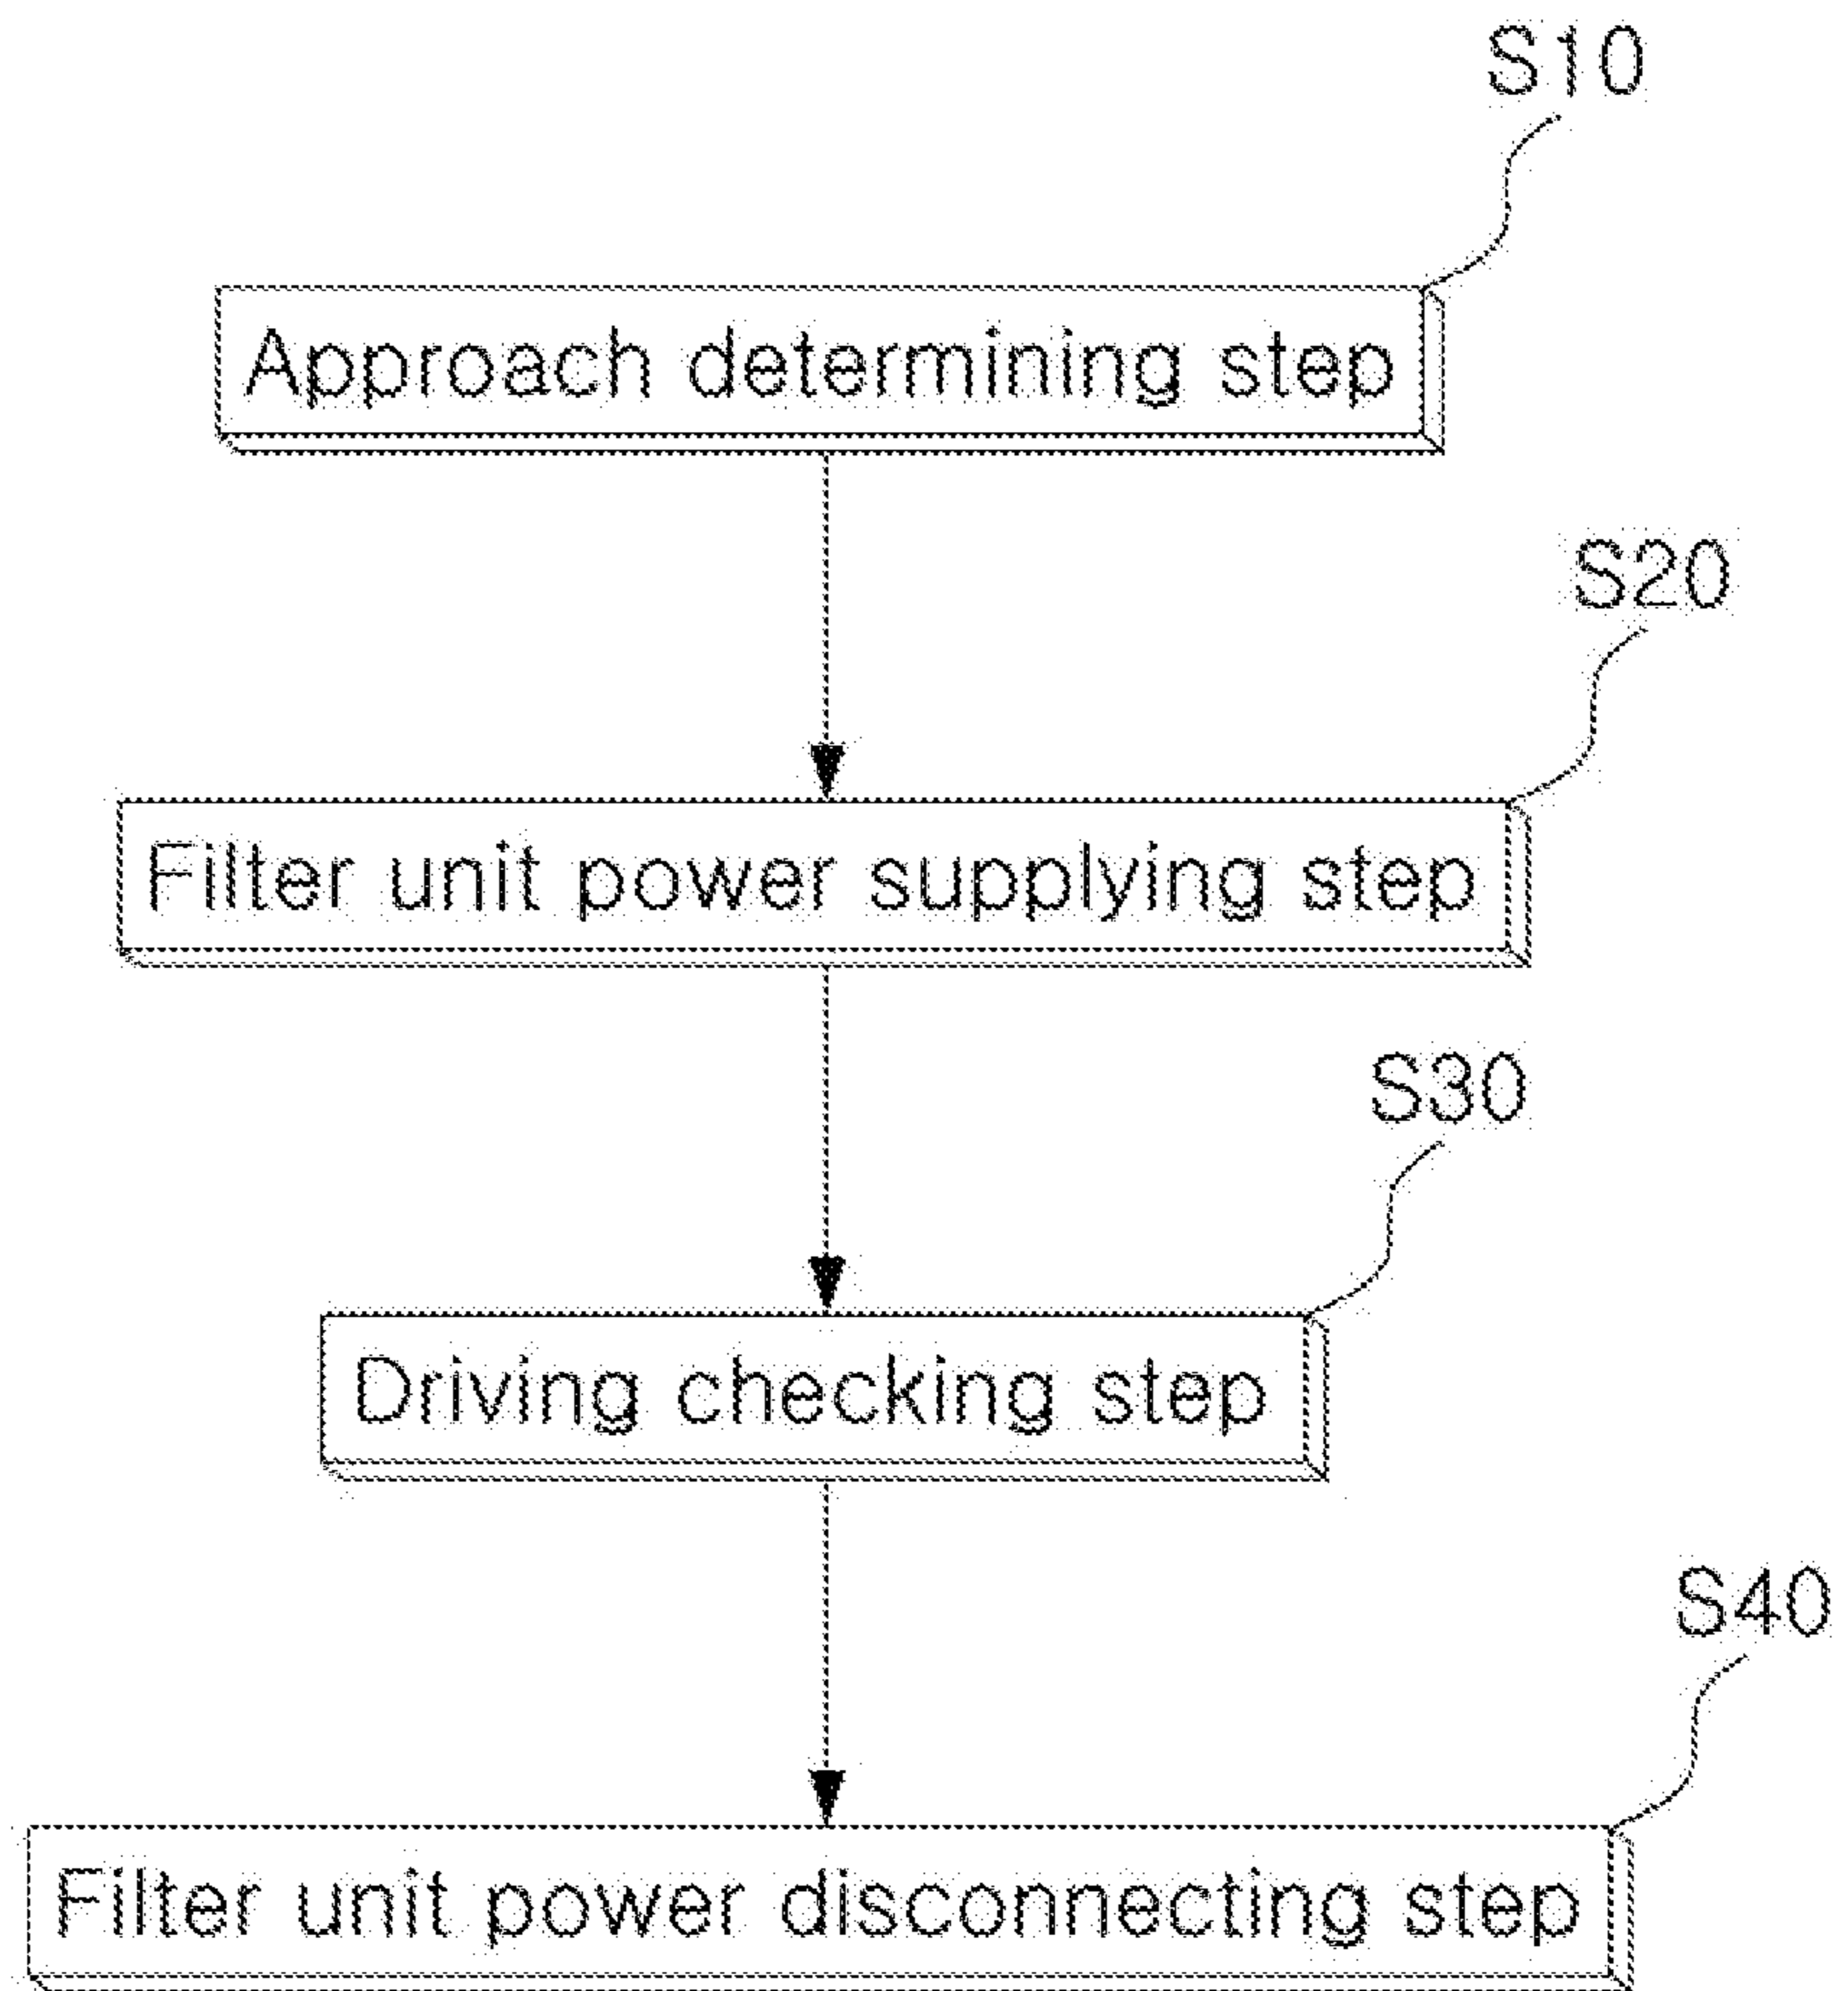 S10
Approach determining step
S20
Filter unit power supplying step
S30
Driving checking step
S40
Filter unit power disconnecting step